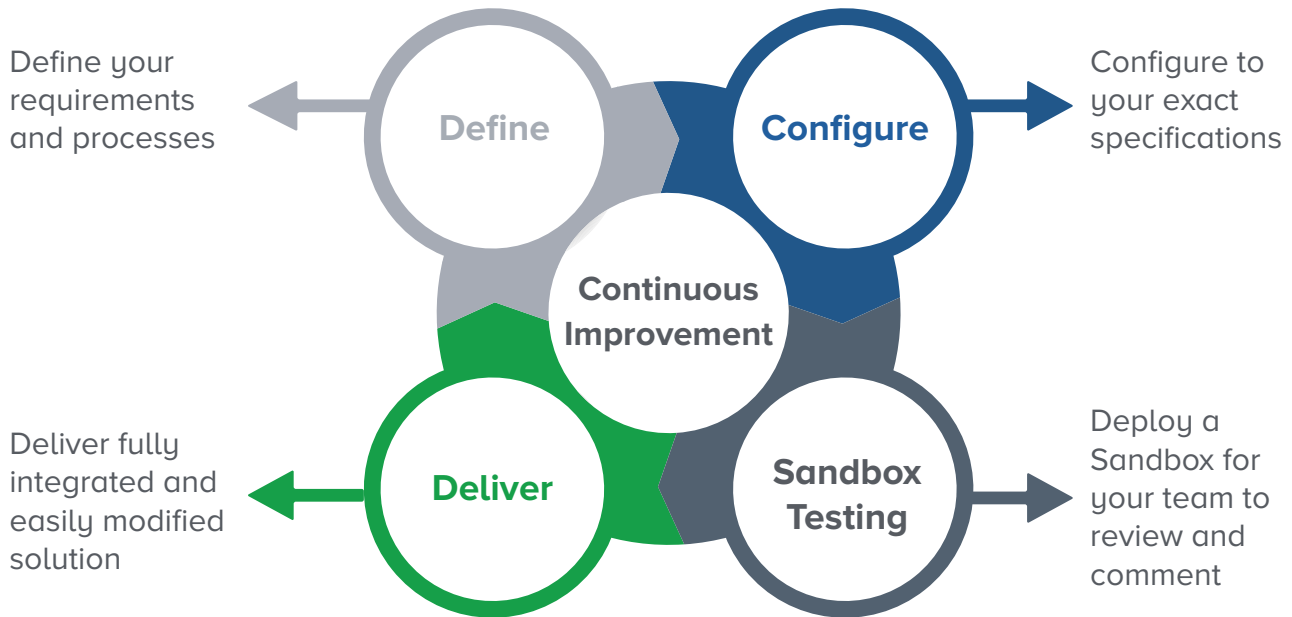 Define your
requirements
and processes
Define
Configure
Configure to
your exact
specifications
Continuous
Improvement
Deliver fully
integrated and
easily modified
solution
Deliver
Sandbox
Testing
Deploy a
Sandbox for
your team to
review and
comment